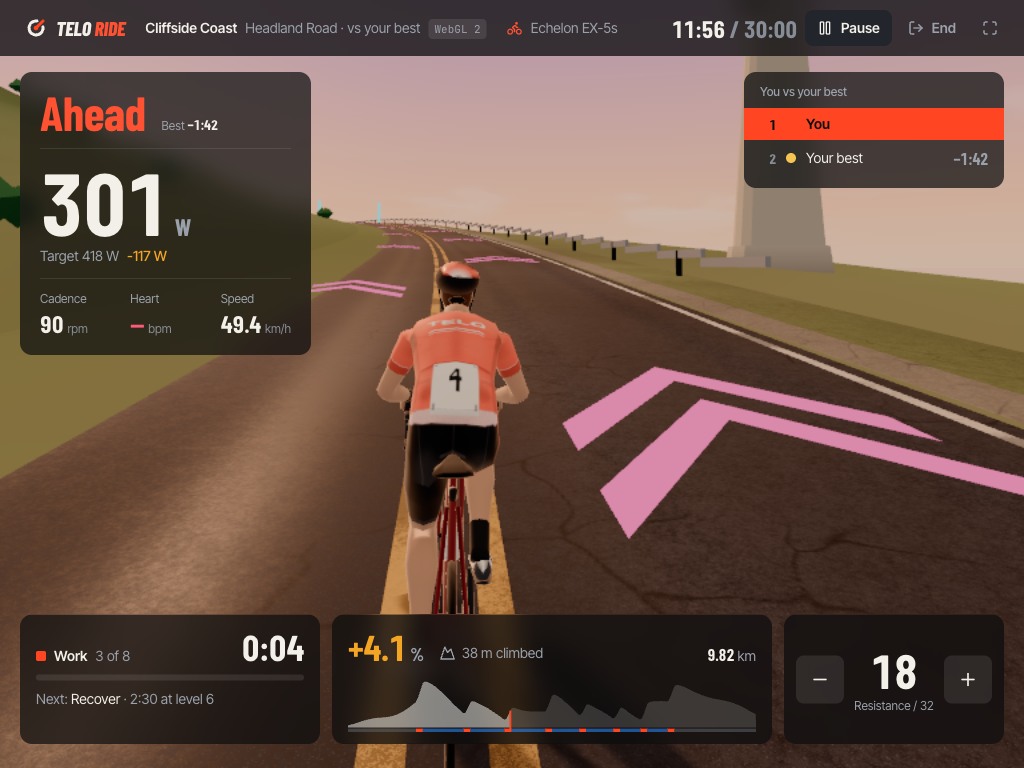 TELO RIDE Cliffside Coast Headland Road · vs your best WebGL 2 Echelon EX-5s 11:56 / 30:00 Pause End
Ahead Best −1:42
301 W
Target 418 W -117 W
Cadence Heart Speed
90 rpm — bpm 49.4 km/h
You vs your best
1 You
2 Your best −1:42
TELO
4
Work 3 of 8 0:04
Next: Recover · 2:30 at level 6
+4.1 % 38 m climbed 9.82 km
− 18 +
Resistance / 32